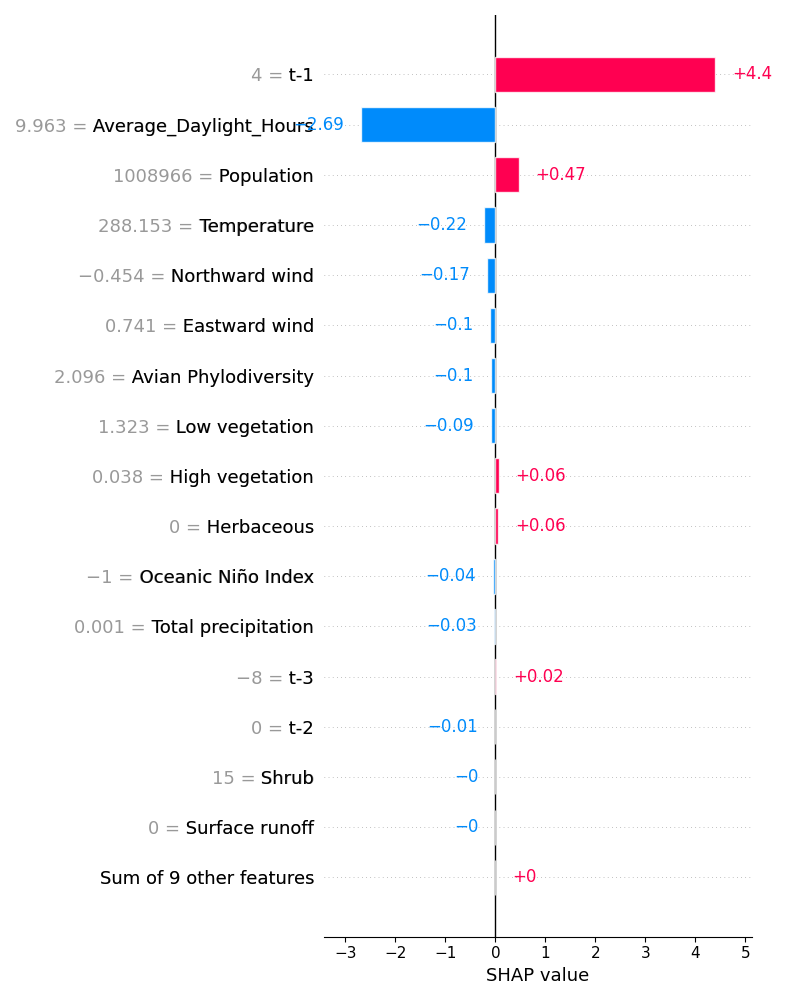 4 = t-1 +4.4
9.963 = Average_Daylight_Hours −2.69
1008966 = Population +0.47
288.153 = Temperature −0.22
−0.454 = Northward wind −0.17
0.741 = Eastward wind −0.1
2.096 = Avian Phylodiversity −0.1
1.323 = Low vegetation −0.09
0.038 = High vegetation +0.06
0 = Herbaceous +0.06
−1 = Oceanic Niño Index −0.04
0.001 = Total precipitation −0.03
−8 = t-3 +0.02
0 = t-2 −0.01
15 = Shrub −0
0 = Surface runoff −0
Sum of 9 other features +0
−3 −2 −1 0 1 2 3 4 5
SHAP value